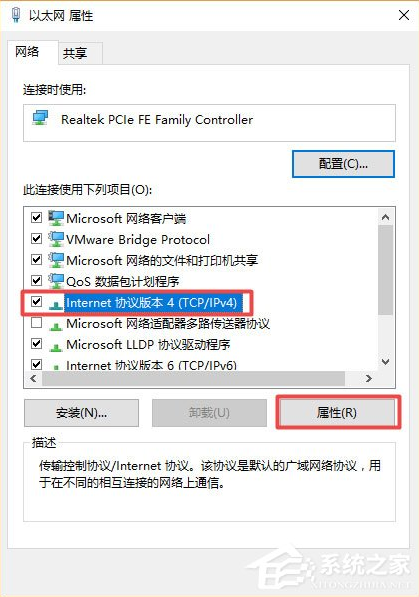 以太网 属性
网络
共享
连接时使用:
Realtek PCIe FE Family Controller
配置(C)...
此连接使用下列项目(O):
Microsoft 网络客户端
VMware Bridge Protocol
Microsoft 网络的文件和打印机共享
QoS 数据包计划程序
Internet 协议版本 4 (TCP/IPv4)
Microsoft 网络适配器多路传送器协议
Microsoft LLDP 协议驱动程序
Internet 协议版本 6 (TCP/IPv6)
安装(N)...
卸载(U)
属性(R)
描述
传输控制协议/Internet 协议。该协议是默认的广域网络协议，用
于在不同的相互连接的网络上通信。
系统之家
XITONGZHIJIA.NET